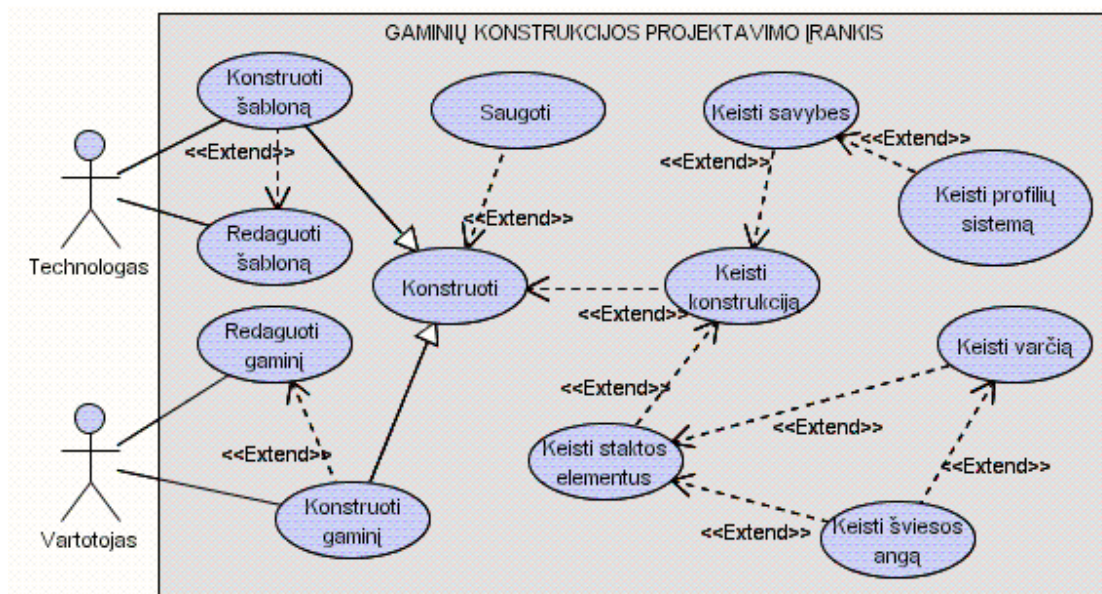 GAMINIŲ KONSTRUKCIJOS PROJEKTAVIMO ĮRANKIS
Konstruoti
šabloną
Saugoti
Keisti savybes
<<Extend>>
<<Extend>>
<<Extend>>
Keisti profilių
sistemą
Technologas
Redaguoti
šabloną
<<Extend>>
Konstruoti
Keisti
konstrukciją
<<Extend>>
Redaguoti
gaminį
Keisti varčią
<<Extend>>
<<Extend>>
<<Extend>>
Keisti staktos
elementus
<<Extend>>
Vartotojas
Konstruoti
gaminį
<<Extend>>
Keisti šviesos
angą